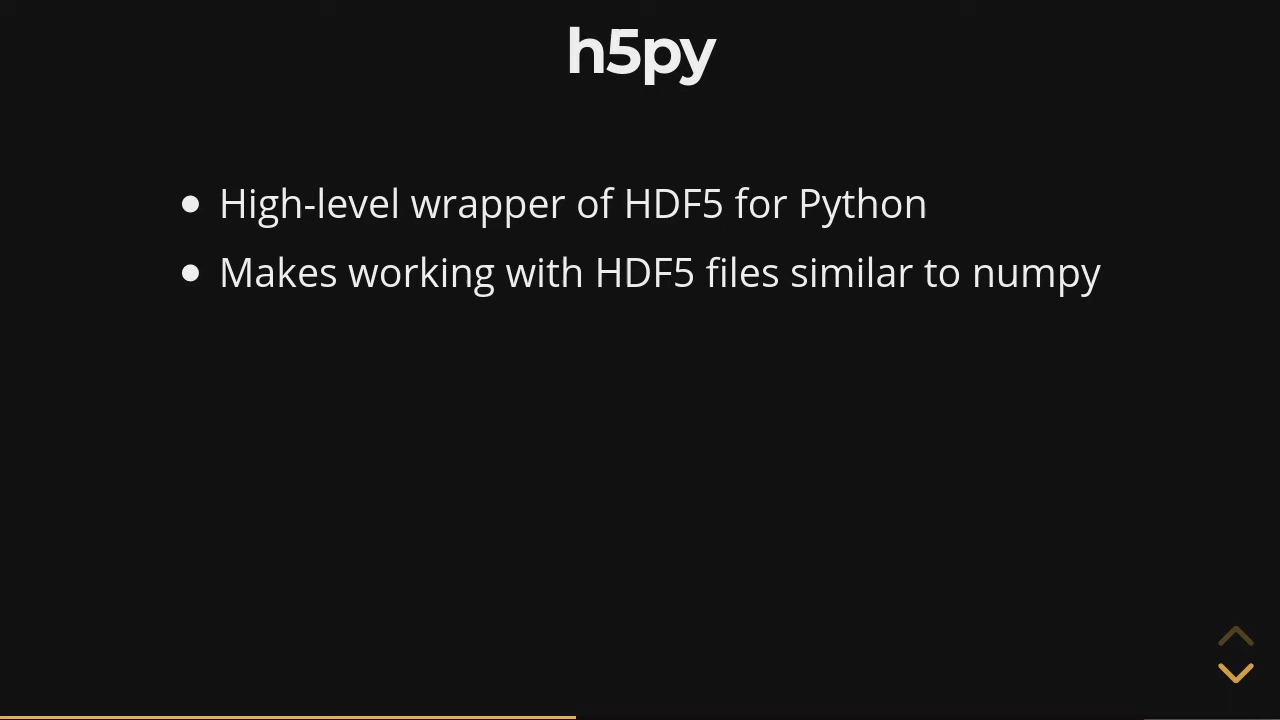 h5py
• High-level wrapper of HDF5 for Python
• Makes working with HDF5 files similar to numpy